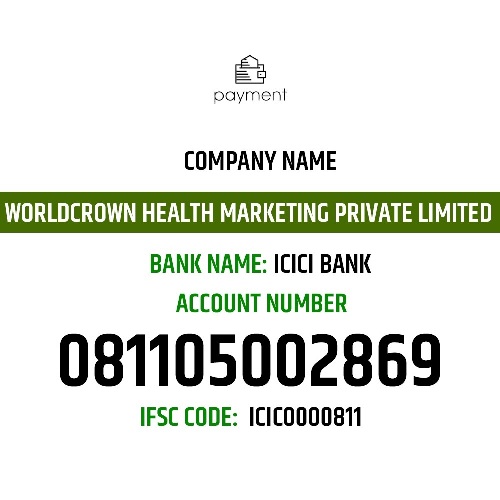 payment
COMPANY NAME
WORLDCROWN HEALTH MARKETING PRIVATE LIMITED
BANK NAME: ICICI BANK
ACCOUNT NUMBER
081105002869
IFSC CODE: ICIC0000811